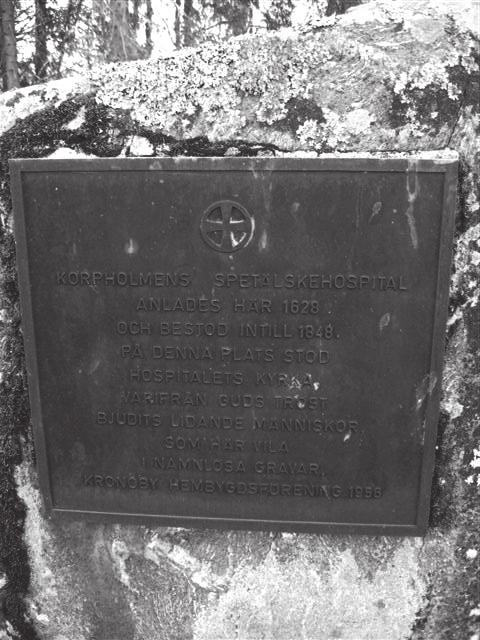 KORPHOLMENS SPETALSKEHOSPITAL
ANLADES HÄR 1628
OCH BESTOD INTILL 1848.
PÅ DENNA PLATS STOD
HOSPITALETS KYRKA,
VARIFRÅN GUDS TRÖST
BJUDITS LIDANDE MÄNNISKOR,
SOM HÄR VILA
I NAMNLÖSA GRAVAR.
KRONOBY HEMBYGDSFÖRENING 1956